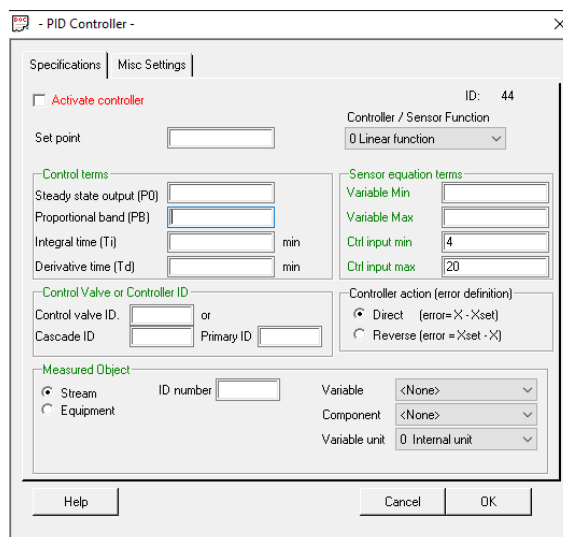 - PID Controller -
Specifications
Misc Settings
Activate controller
ID: 44
Controller / Sensor Function
Set point
0 Linear function
Control terms
Steady state output (P0)
Proportional band (PB)
Integral time (Ti) min
Derivative time (Td) min
Sensor equation terms
Variable Min
Variable Max
Ctrl input min 4
Ctrl input max 20
Control Valve or Controller ID
Control valve ID. or
Cascade ID Primary ID
Controller action (error definition)
Direct (error= X - Xset)
Reverse (error = Xset - X)
Measured Object
Stream
Equipment
ID number
Variable <None>
Component <None>
Variable unit 0 Internal unit
Help
Cancel
OK